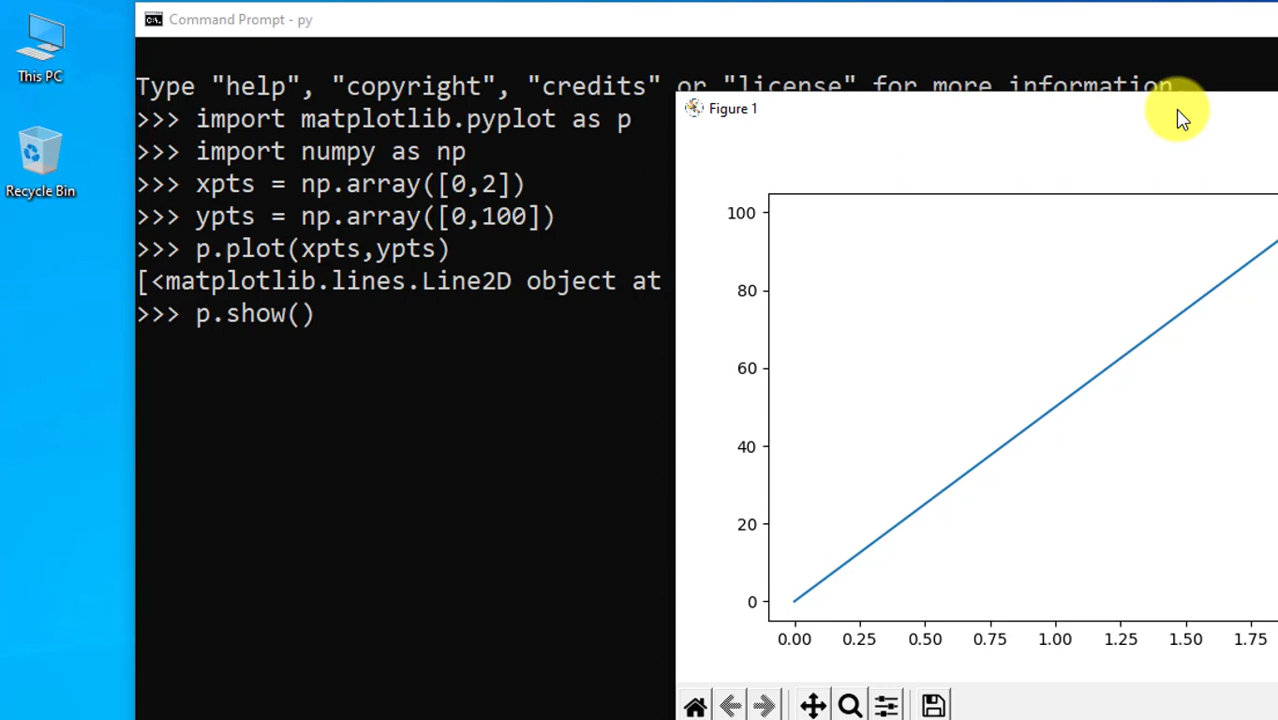 This PC
Recycle Bin
Command Prompt - py
Type "help", "copyright", "credits" or "license" for more information
>>> import matplotlib.pyplot as p
>>> import numpy as np
>>> xpts = np.array([0,2])
>>> ypts = np.array([0,100])
>>> p.plot(xpts,ypts)
[<matplotlib.lines.Line2D object at
>>> p.show()
Figure 1
100
80
60
40
20
0
0.00 0.25 0.50 0.75 1.00 1.25 1.50 1.75